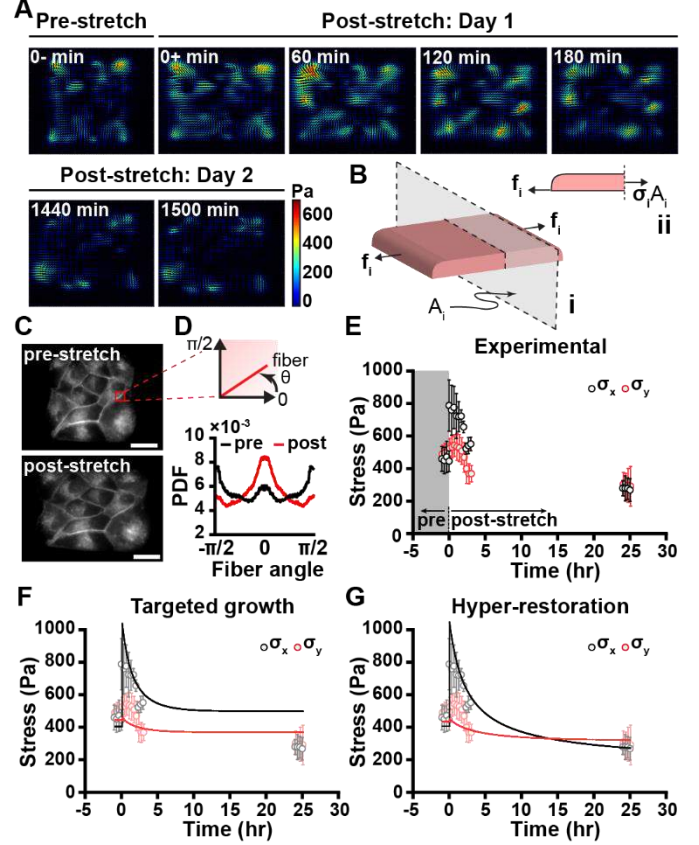 A
Pre-stretch Post-stretch: Day 1
0- min 0+ min 60 min 120 min 180 min
Post-stretch: Day 2
1440 min 1500 min
Pa
600
400
200
0
B
fᵢ σᵢAᵢ
ii
fᵢ
fᵢ
Aᵢ
i
C
pre-stretch
post-stretch
D
π/2
fiber
θ
0
×10⁻³
pre post
10
8
6
4
2
PDF
-π/2 0 π/2
Fiber angle
E
Experimental
σₓ σᵧ
1000
800
600
400
200
0
Stress (Pa)
pre post-stretch
-5 0 5 10 15 20 25 30
Time (hr)
F
Targeted growth
σₓ σᵧ
1000
800
600
400
200
0
Stress (Pa)
-5 0 5 10 15 20 25 30
Time (hr)
G
Hyper-restoration
σₓ σᵧ
1000
800
600
400
200
0
Stress (Pa)
-5 0 5 10 15 20 25 30
Time (hr)